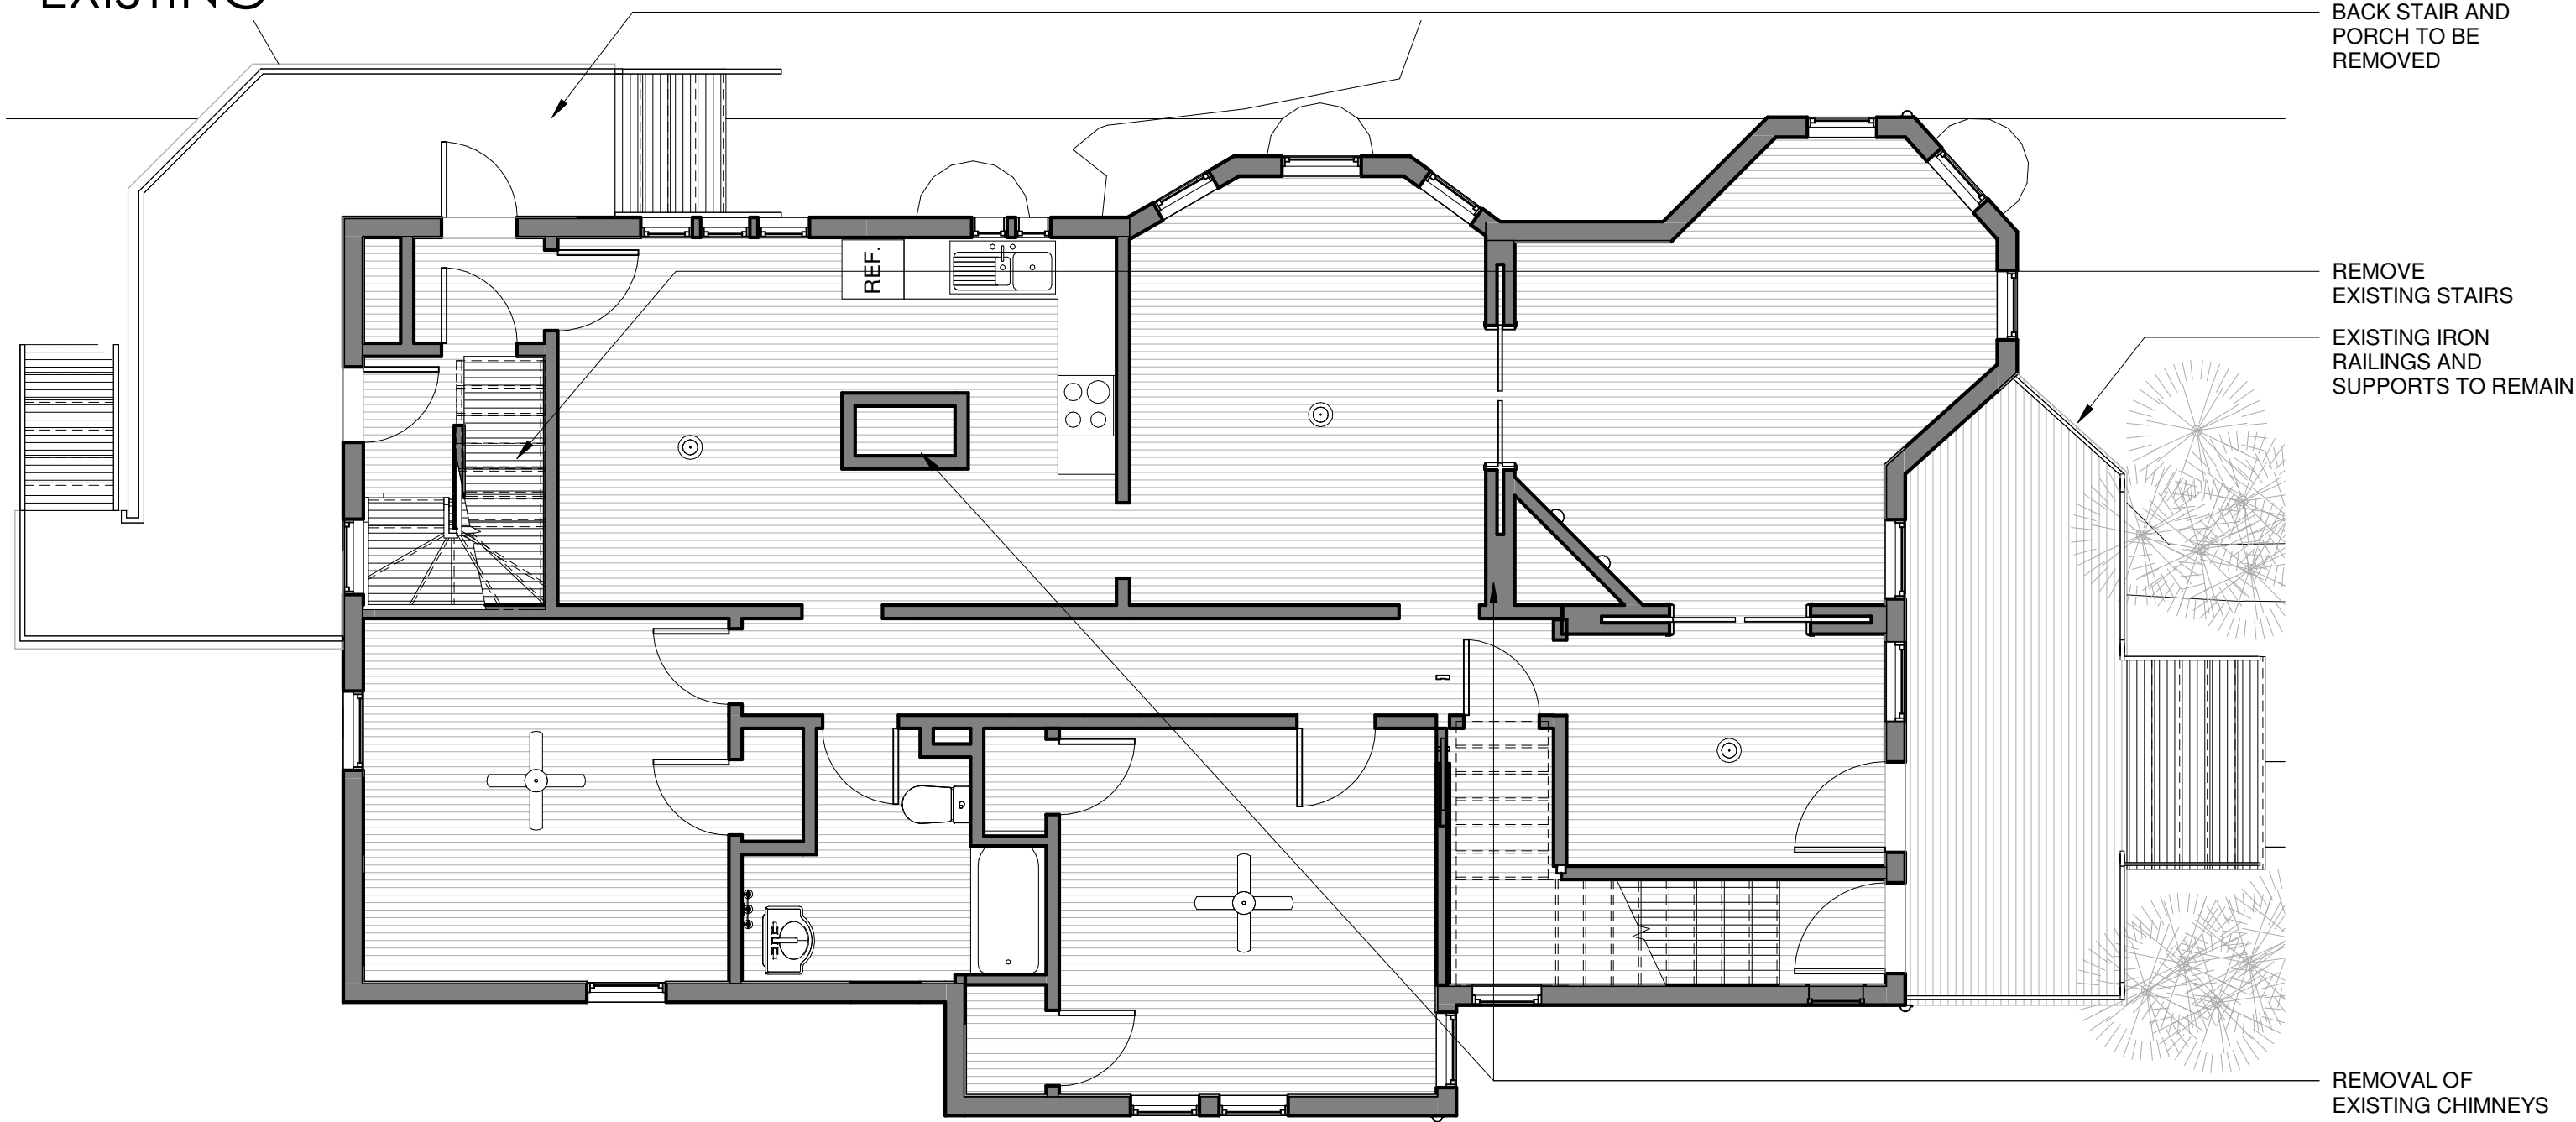 EXISTING
BACK STAIR AND
PORCH TO BE
REMOVED
REF.
REMOVE
EXISTING STAIRS
EXISTING IRON
RAILINGS AND
SUPPORTS TO REMAIN
REMOVAL OF
EXISTING CHIMNEYS